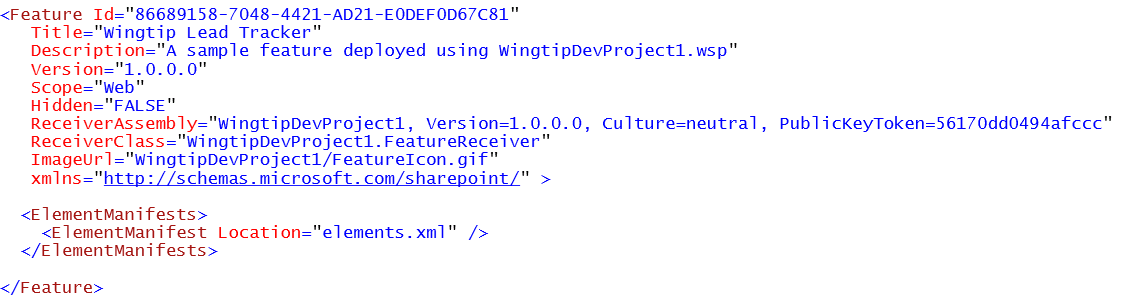 <Feature Id="86689158-7048-4421-AD21-E0DEF0D67C81"
Title="Wingtip Lead Tracker"
Description="A sample feature deployed using WingtipDevProject1.wsp"
Version="1.0.0.0"
Scope="Web"
Hidden="FALSE"
ReceiverAssembly="WingtipDevProject1, Version=1.0.0.0, Culture=neutral, PublicKeyToken=56170dd0494afccc"
ReceiverClass="WingtipDevProject1.FeatureReceiver"
ImageUrl="WingtipDevProject1/FeatureIcon.gif"
xmlns="http://schemas.microsoft.com/sharepoint/" >
<ElementManifests>
<ElementManifest Location="elements.xml" />
</ElementManifests>
</Feature>